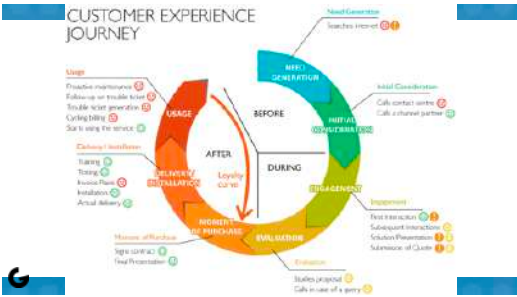 CUSTOMER EXPERIENCE
JOURNEY
Need Generation
Searches internet
NEED
GENERATION
Initial Consideration
Calls contact centre
Calls a channel partner
INITIAL
CONSIDERATION
ENGAGEMENT
Engagement
First Interaction
Subsequent Interactions
Solution Presentation
Submission of Quote
EVALUATION
Evaluation
Studies proposal
Calls in case of a query
MOMENT
OF PURCHASE
Moment of Purchase
Signs contract
Final Presentation
DELIVERY/
INSTALLATION
Delivery / Installation
Training
Testing
Invoice Plans
Installation
Actual delivery
USAGE
Usage
Proactive maintenance
Follow-up on trouble ticket
Trouble ticket generation
Cycling billing
Starts using the service
BEFORE
DURING
AFTER
Loyalty
curve